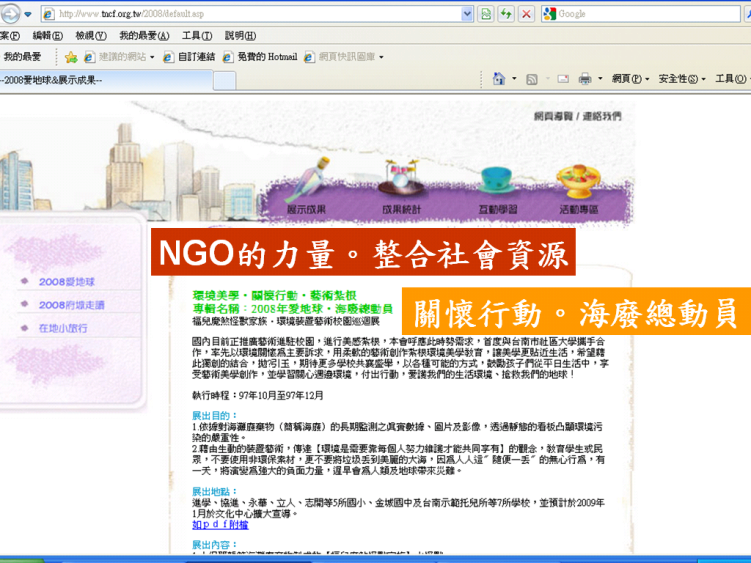 http://www.tncf.org.tw/2008/default.asp
Google
案(F) 編輯(E) 檢視(V) 我的最愛(A) 工具(T) 說明(H)
我的最愛 建議的網站 自訂連結 免費的 Hotmail 網頁快訊圖庫
--2008愛地球&展示成果--
網頁(P) 安全性(S) 工具(O)
網頁導覽 / 連絡我們
展示成果 成果統計 互動學習 活動專區
NGO的力量。整合社會資源
2008愛地球
2008府城走讀
在地小旅行
環境美學‧關懷行動‧藝術紮根
專輯名稱:2008年愛地球‧海廢總動員
關懷行動。海廢總動員
福兒魔煞怪獸家族‧環境裝置藝術校園巡迴展
國內目前正推廣藝術進駐校園,進行美感紮根,本會呼應此時勢需求,首度與台南市社區大學攜手合
作,率先以環境關懷為主要訴求,用柔軟的藝術創作紮根環境美學教育,讓美學更貼近生活,希望藉
此獨創的結合,拋引玉,期待更多學校共襄盛舉,以各種可能的方式,鼓勵孩子們從平日生活中,享
受藝術美學創作,並學習關心週遭環境,付出行動,愛護我們的生活環境、搶救我們的地球!
執行時程:97年10月至97年12月
展出目的:
1.依據對海灘廢棄物(簡稱海廢)的長期監測之真實數據、圖片及影像,透過靜態的看板凸顯環境污
染的嚴重性。
2.藉由生動的裝置藝術,傳達【環境是需要靠每個人努力維護才能共同享有】的觀念,教育學生或民
眾,不要使用非環保素材,更不要將垃圾丟到美麗的大海,因為人人這"隨便一丟"的無心行為,有
一天,將演變為強大的負面力量,遲早會為人類及地球帶來災難。
展出地點:
進學、協進、永華、立人、志開等5所國小、金城國中及台南示範托兒所等7所學校,並預計於2009年
1月於文化中心擴大宣導。
如pdf附檔
展出內容: